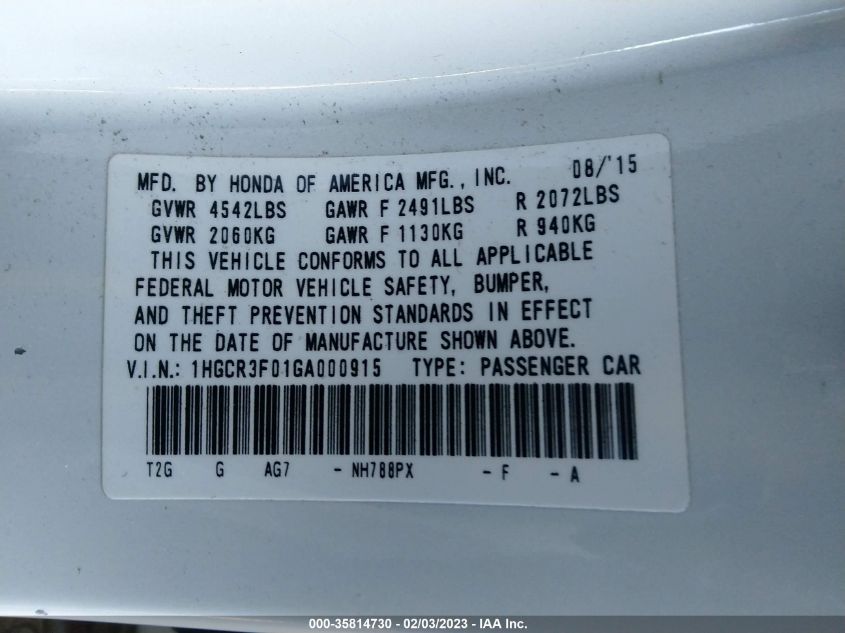 MFD. BY HONDA OF AMERICA MFG., INC. 08/'15
GVWR 4542LBS GAWR F 2491LBS R 2072LBS
GVWR 2060KG GAWR F 1130KG R 940KG
THIS VEHICLE CONFORMS TO ALL APPLICABLE
FEDERAL MOTOR VEHICLE SAFETY, BUMPER,
AND THEFT PREVENTION STANDARDS IN EFFECT
ON THE DATE OF MANUFACTURE SHOWN ABOVE.
V.I.N.: 1HGCR3F01GA000915 TYPE: PASSENGER CAR
T2G G AG7 - NH788PX - F - A
000-35814730 - 02/03/2023 - IAA Inc.